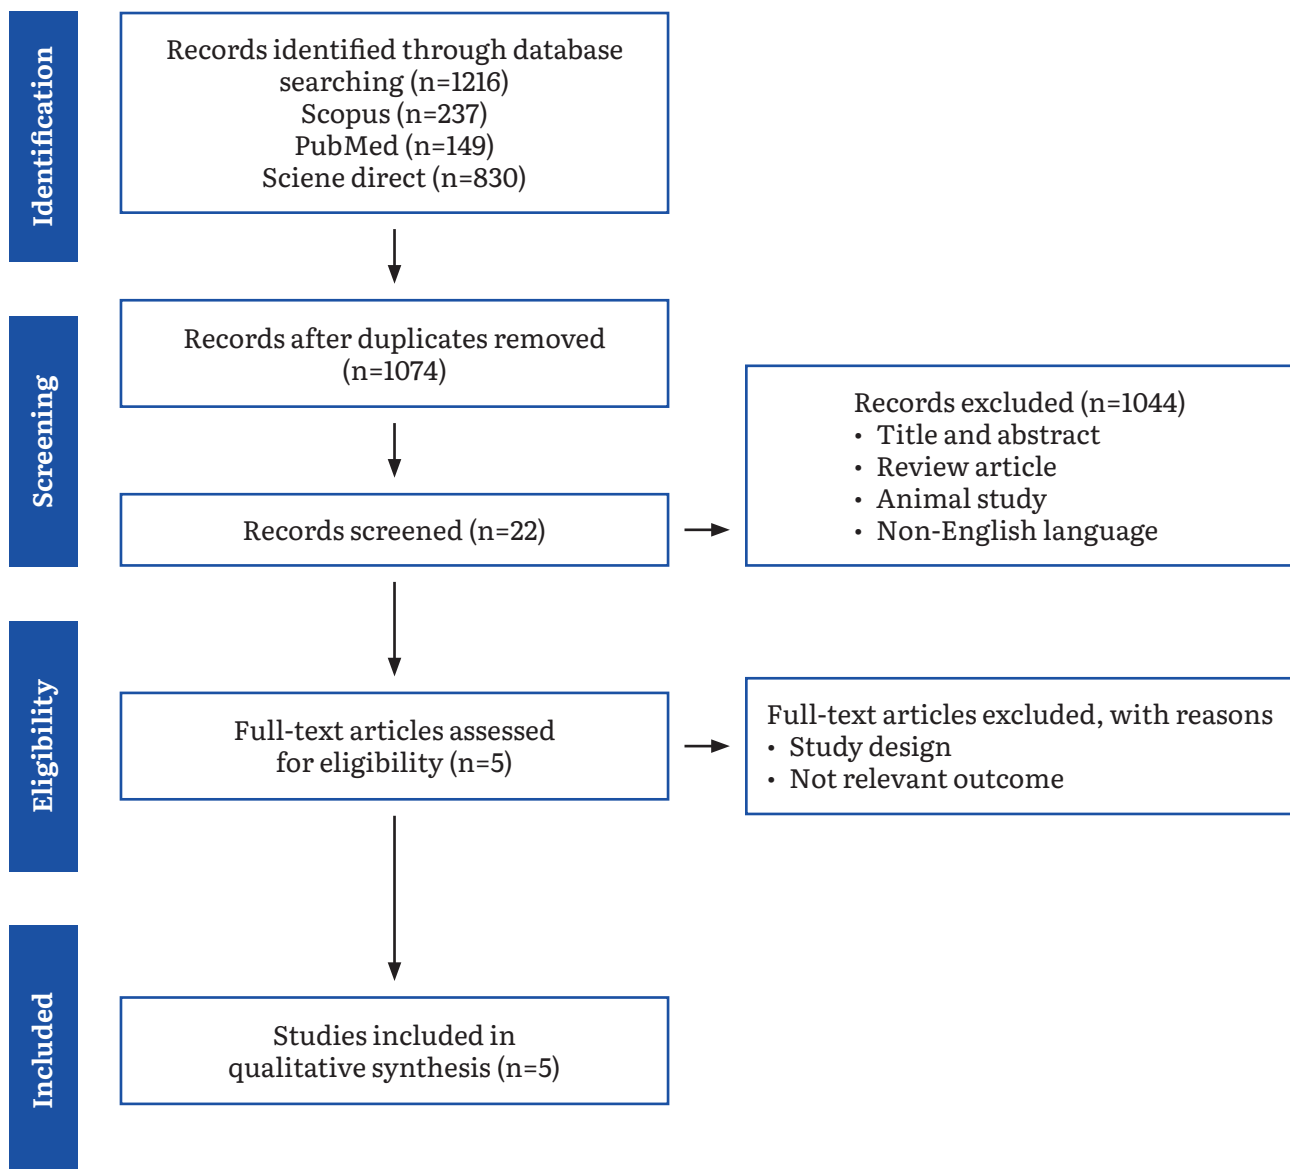 Identification
Records identified through database
searching (n=1216)
Scopus (n=237)
PubMed (n=149)
Sciene direct (n=830)
Screening
Records after duplicates removed
(n=1074)
Records screened (n=22)
Records excluded (n=1044)
• Title and abstract
• Review article
• Animal study
• Non-English language
Eligibility
Full-text articles assessed
for eligibility (n=5)
Full-text articles excluded, with reasons
• Study design
• Not relevant outcome
Included
Studies included in
qualitative synthesis (n=5)